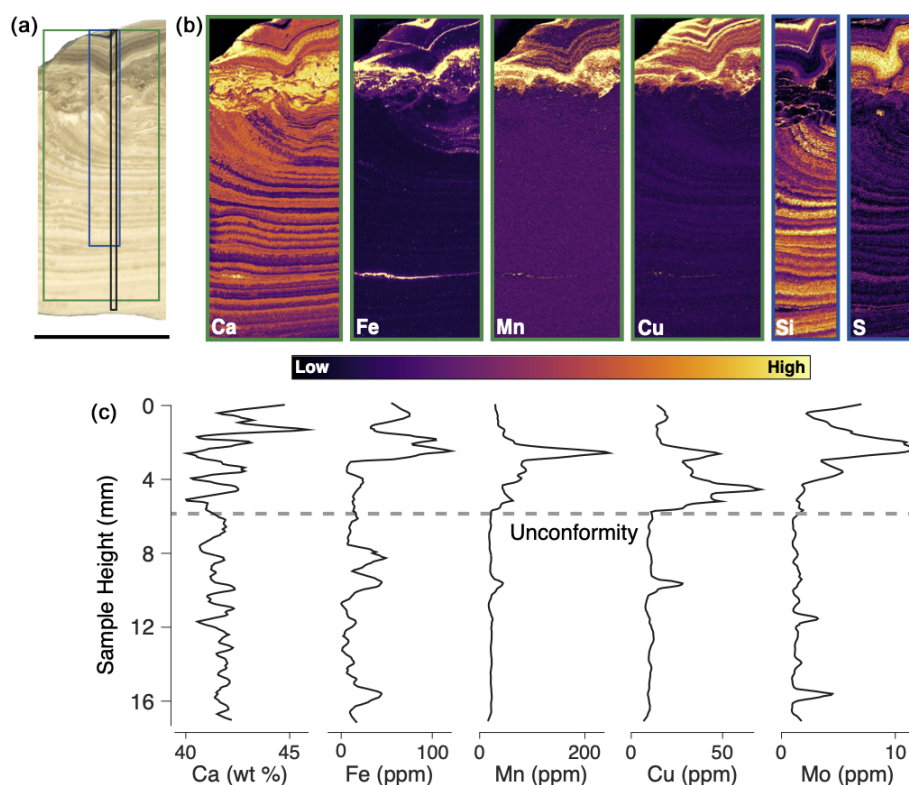 (a)
(b)
Ca
Fe
Mn
Cu
Si
S
Low
High
(c)
0
4
8
12
16
Sample Height (mm)
Unconformity
40 45
0 100
0 200
0 50
0 10
Ca (wt %)
Fe (ppm)
Mn (ppm)
Cu (ppm)
Mo (ppm)